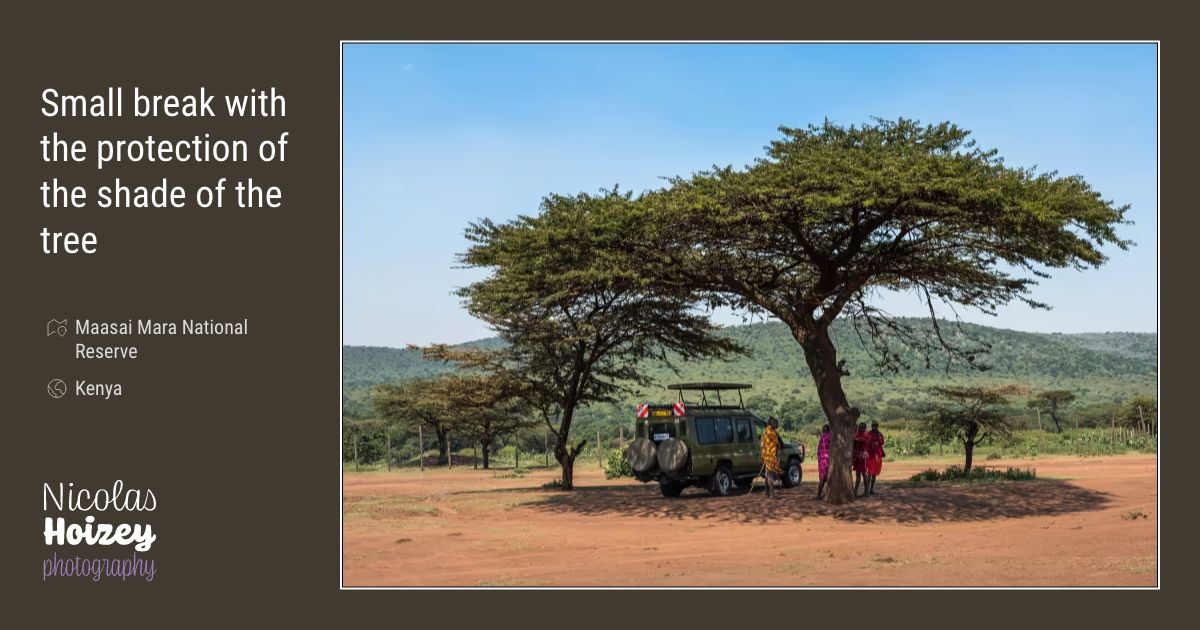 Small break with
the protection of
the shade of the
tree
Maasai Mara National
Reserve
Kenya
Nicolas
Hoizey
photography